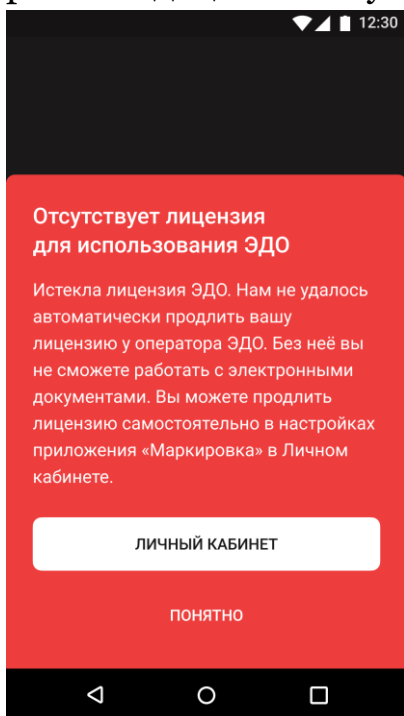 12:30
Отсутствует лицензия
для использования ЭДО
Истекла лицензия ЭДО. Нам не удалось
автоматически продлить вашу
лицензию у оператора ЭДО. Без неё вы
не сможете работать с электронными
документами. Вы можете продлить
лицензию самостоятельно в настройках
приложения «Маркировка» в Личном
кабинете.
ЛИЧНЫЙ КАБИНЕТ
ПОНЯТНО